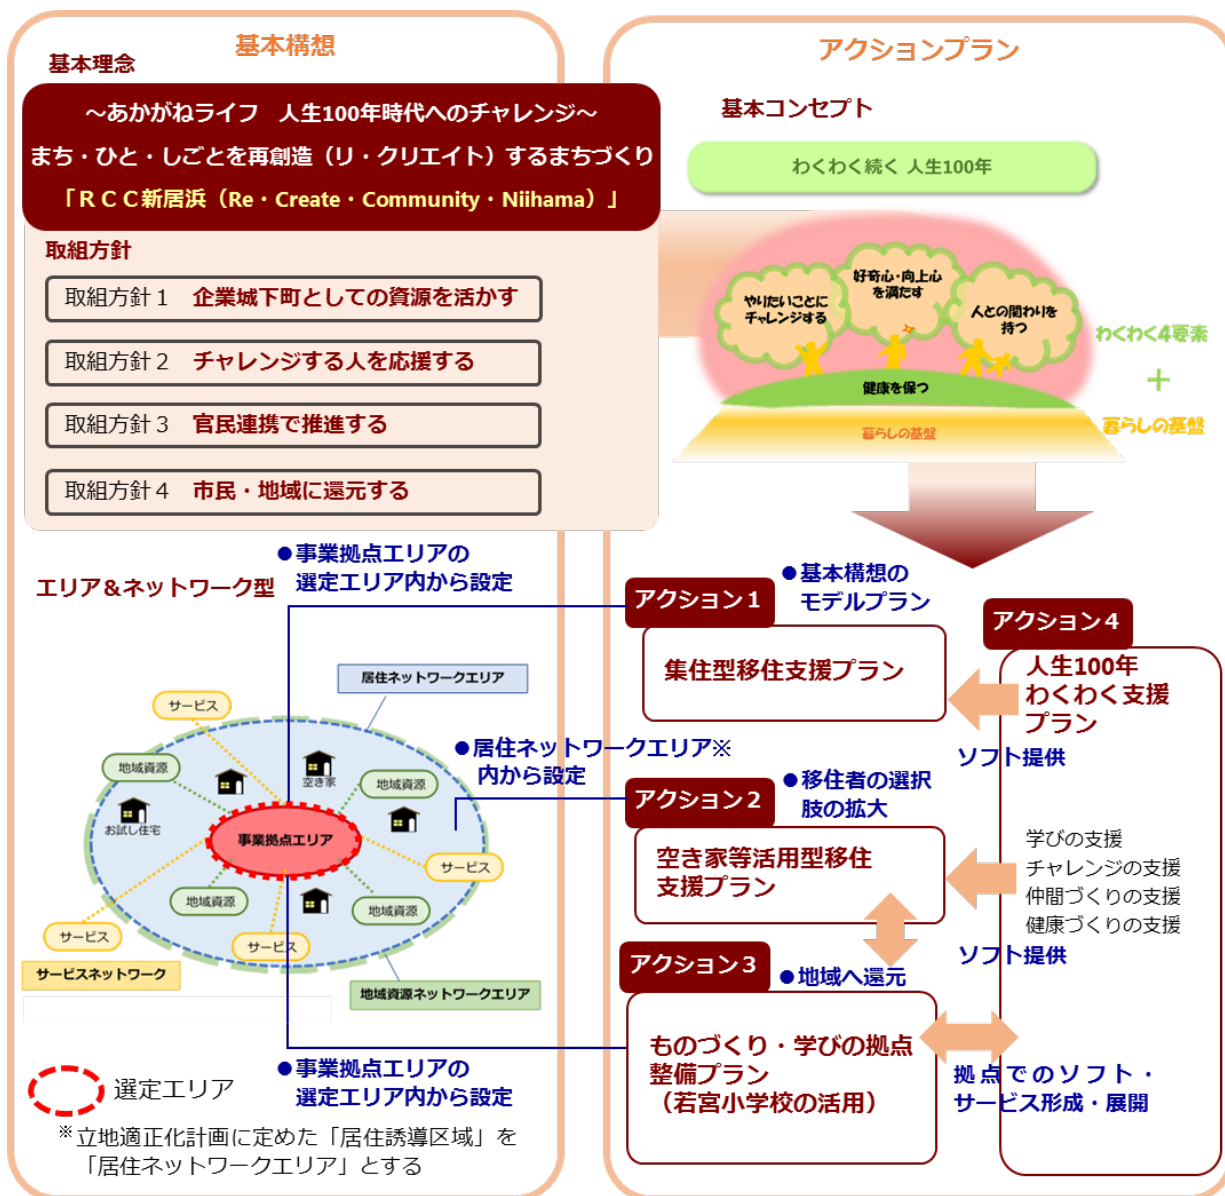 基本構想
基本理念
～あかがねライフ　人生100年時代へのチャレンジ～
まち・ひと・しごとを再創造（リ・クリエイト）するまちづくり
「ＲＣＣ新居浜（Re・Create・Community・Niihama）」
取組方針
取組方針１　企業城下町としての資源を活かす
取組方針２　チャレンジする人を応援する
取組方針３　官民連携で推進する
取組方針４　市民・地域に還元する
エリア＆ネットワーク型
●事業拠点エリアの
選定エリア内から設定
居住ネットワークエリア
サービス
地域資源
空き家
地域資源
お試し住宅
事業拠点エリア
サービス
地域資源
地域資源
サービス
サービス
サービスネットワーク
地域資源ネットワークエリア
●居住ネットワークエリア※
内から設定
●事業拠点エリアの
選定エリア内から設定
選定エリア
※立地適正化計画に定めた「居住誘導区域」を
「居住ネットワークエリア」とする
アクションプラン
基本コンセプト
わくわく続く 人生100年
やりたいことに
チャレンジする
好奇心・向上心
を満たす
人との関わりを
持つ
健康を保つ
暮らしの基盤
わくわく4要素
＋
暮らしの基盤
アクション１
●基本構想の
モデルプラン
集住型移住支援プラン
アクション２
●移住者の選択
肢の拡大
空き家等活用型移住
支援プラン
アクション３
●地域へ還元
ものづくり・学びの拠点
整備プラン
（若宮小学校の活用）
アクション４
人生100年
わくわく支援
プラン
ソフト提供
学びの支援
チャレンジの支援
仲間づくりの支援
健康づくりの支援
ソフト提供
拠点でのソフト・
サービス形成・展開